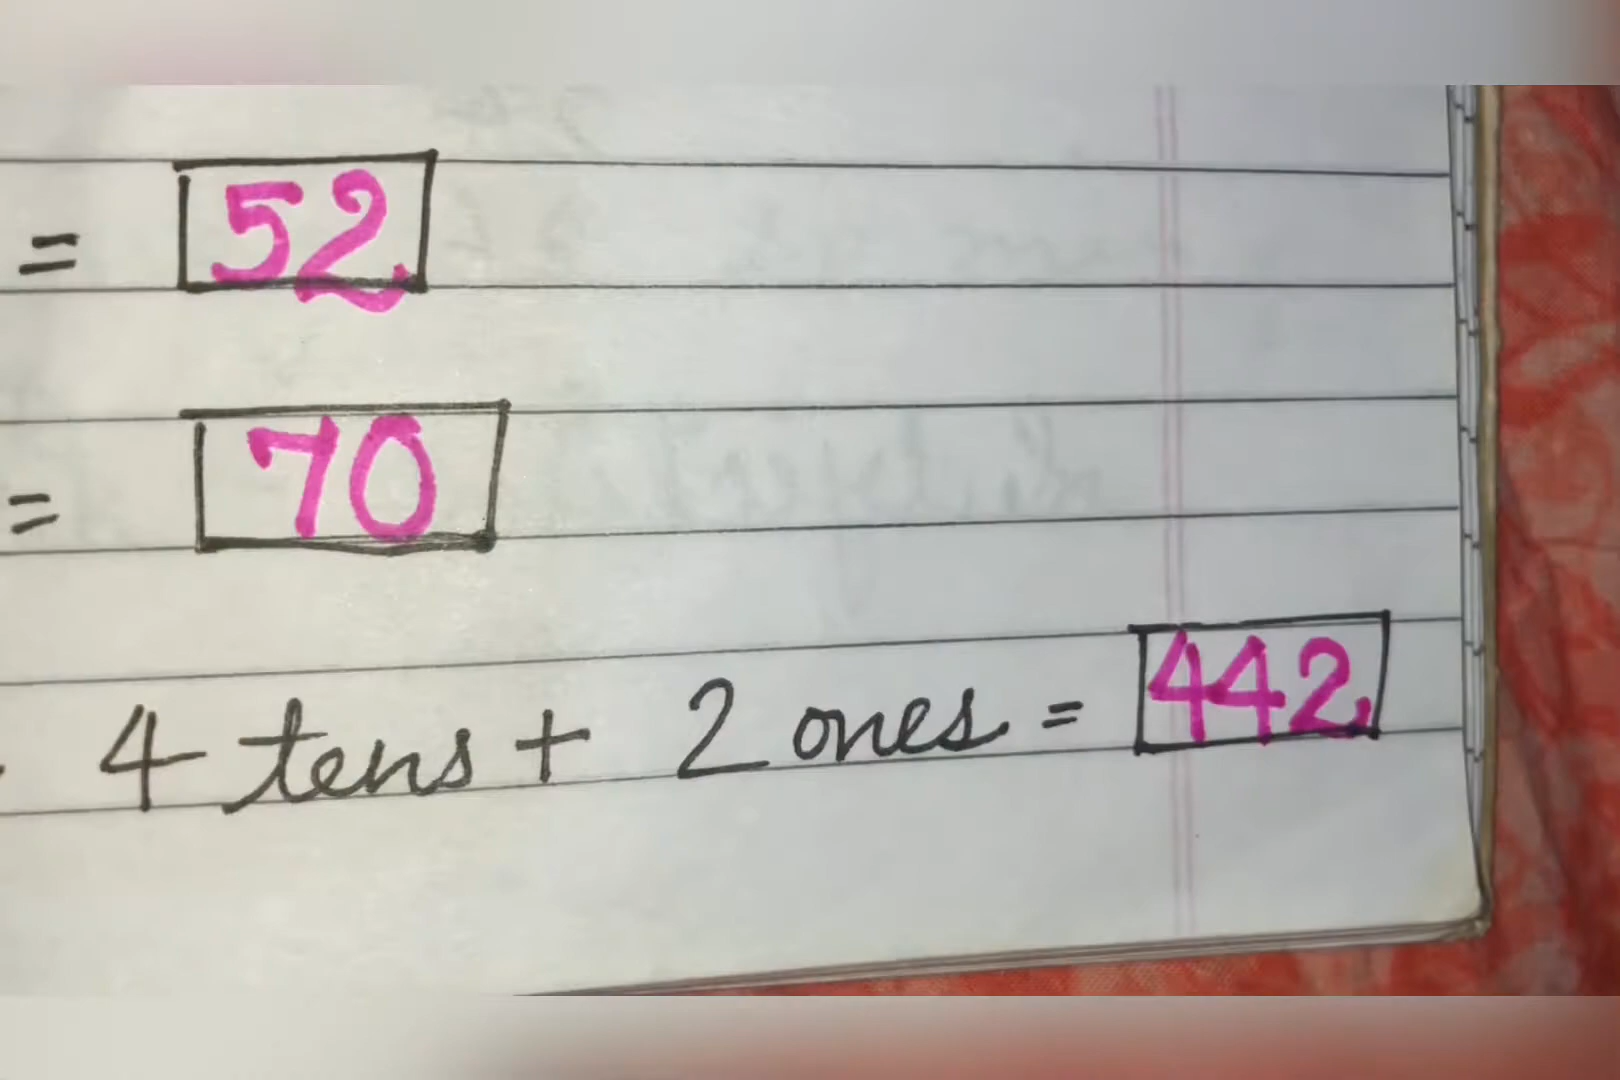 = 52
= 70
4 tens + 2 ones = 442